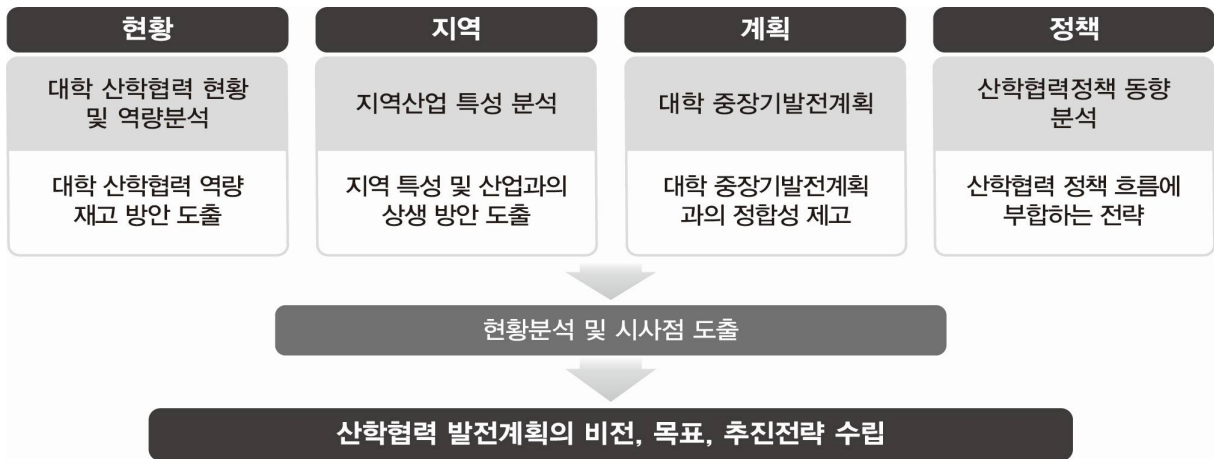 현황
대학 산학협력 현황
및 역량분석
대학 산학협력 역량
재고 방안 도출
지역
지역산업 특성 분석
지역 특성 및 산업과의
상생 방안 도출
계획
대학 중장기발전계획
대학 중장기발전계획
과의 정합성 제고
정책
산학협력정책 동향
분석
산학협력 정책 흐름에
부합하는 전략
현황분석 및 시사점 도출
산학협력 발전계획의 비전, 목표, 추진전략 수립